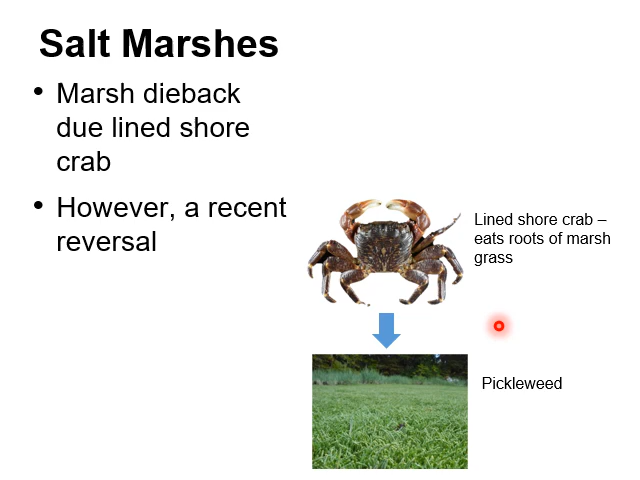 Salt Marshes
• Marsh dieback
due lined shore
crab
• However, a recent
reversal
Lined shore crab –
eats roots of marsh
grass
Pickleweed